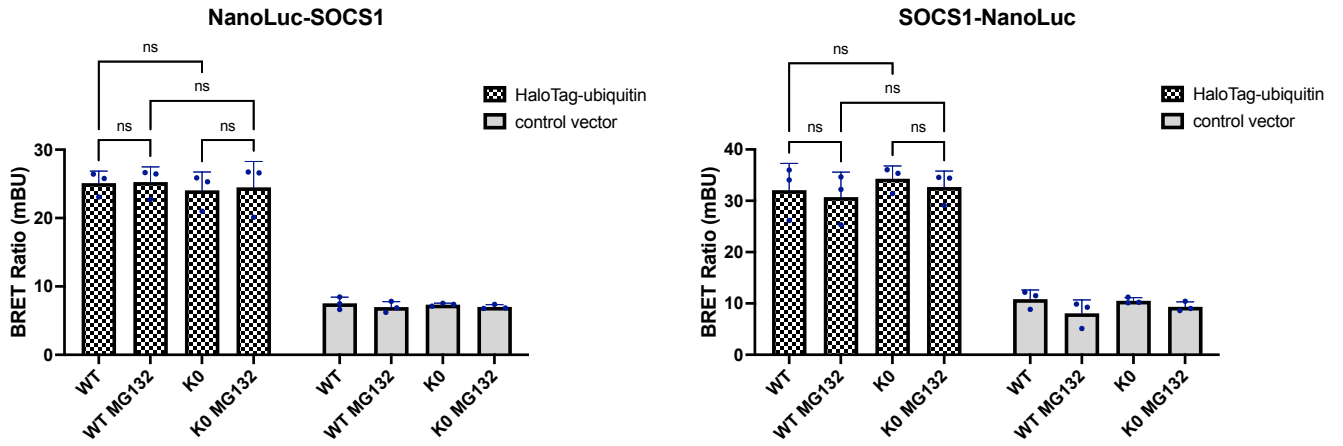 NanoLuc-SOCS1
ns
ns
ns
ns
HaloTag-ubiquitin
control vector
BRET Ratio (mBU)
30
20
10
0
WT
WT MG132
K0
K0 MG132
WT
WT MG132
K0
K0 MG132
SOCS1-NanoLuc
ns
ns
ns
ns
HaloTag-ubiquitin
control vector
BRET Ratio (mBU)
40
30
20
10
0
WT
WT MG132
K0
K0 MG132
WT
WT MG132
K0
K0 MG132